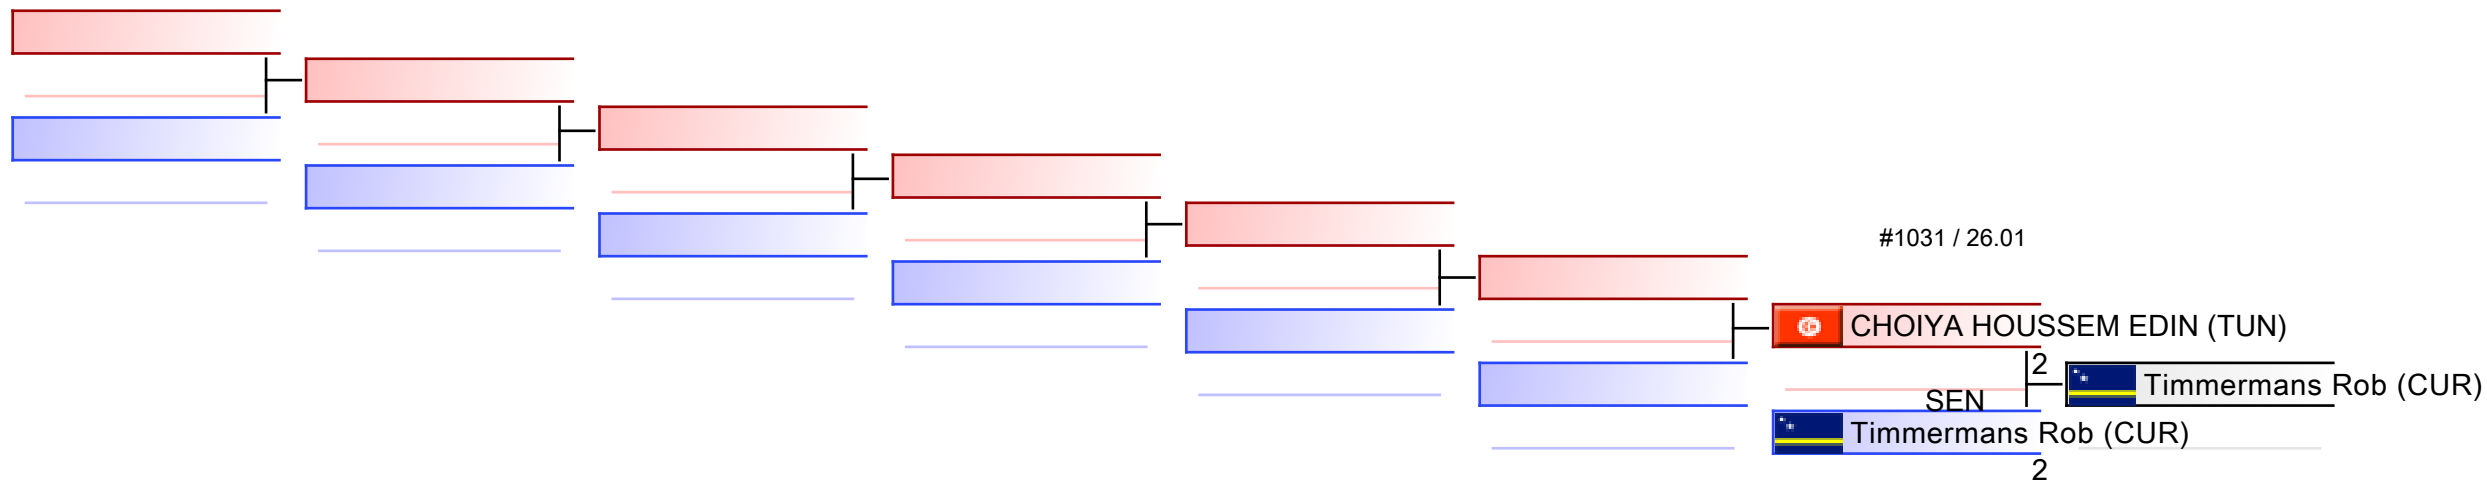 #1031 / 26.01
CHOIYA HOUSSEM EDIN (TUN)
2
Timmermans Rob (CUR)
SEN
Timmermans Rob (CUR)
2